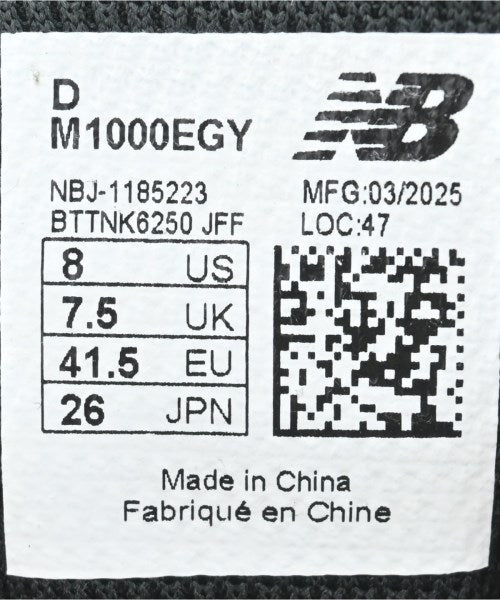 D
M1000EGY
NB
NBJ-1185223
MFG:03/2025
BTTNK6250 JFF
LOC:47
8 US
7.5 UK
41.5 EU
26 JPN
Made in China
Fabriqué en Chine